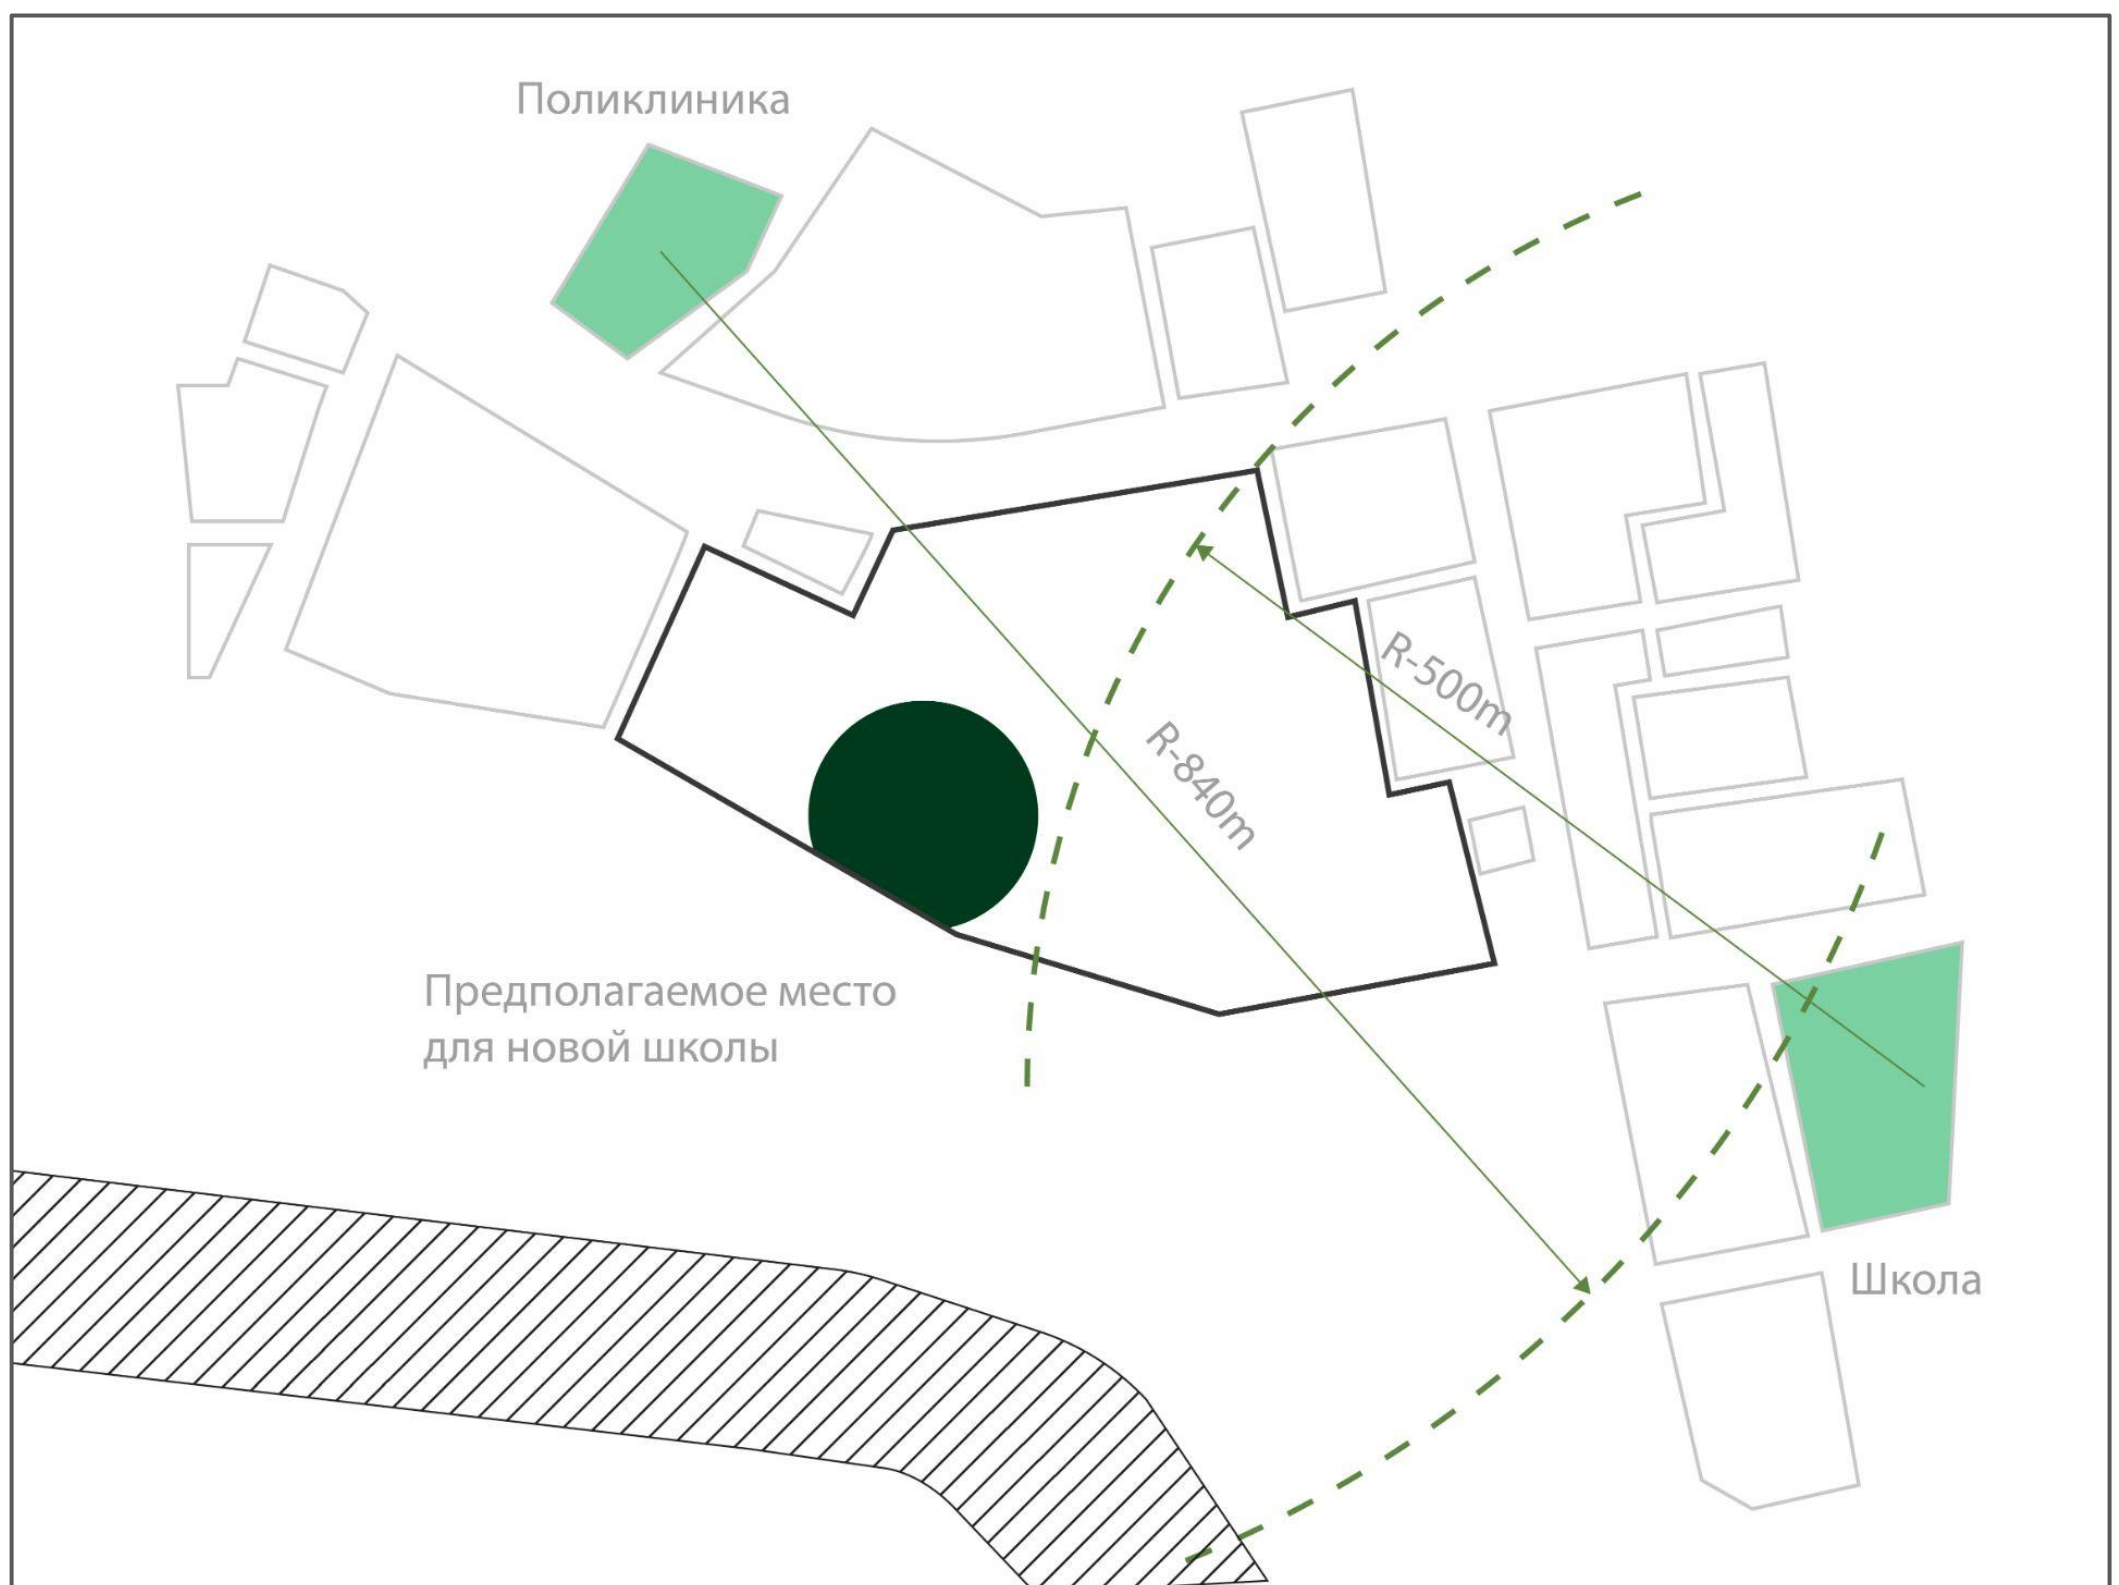 Поликлиника
R-500m
R-840m
Предполагаемое место
для новой школы
Школа